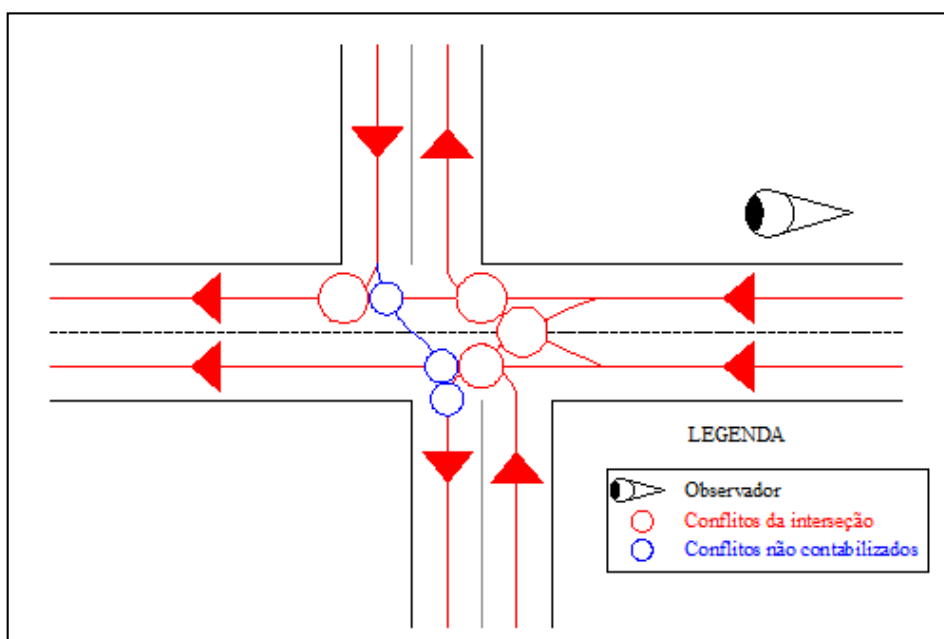 LEGENDA
Observador
Conflitos da interseção
Conflitos não contabilizados